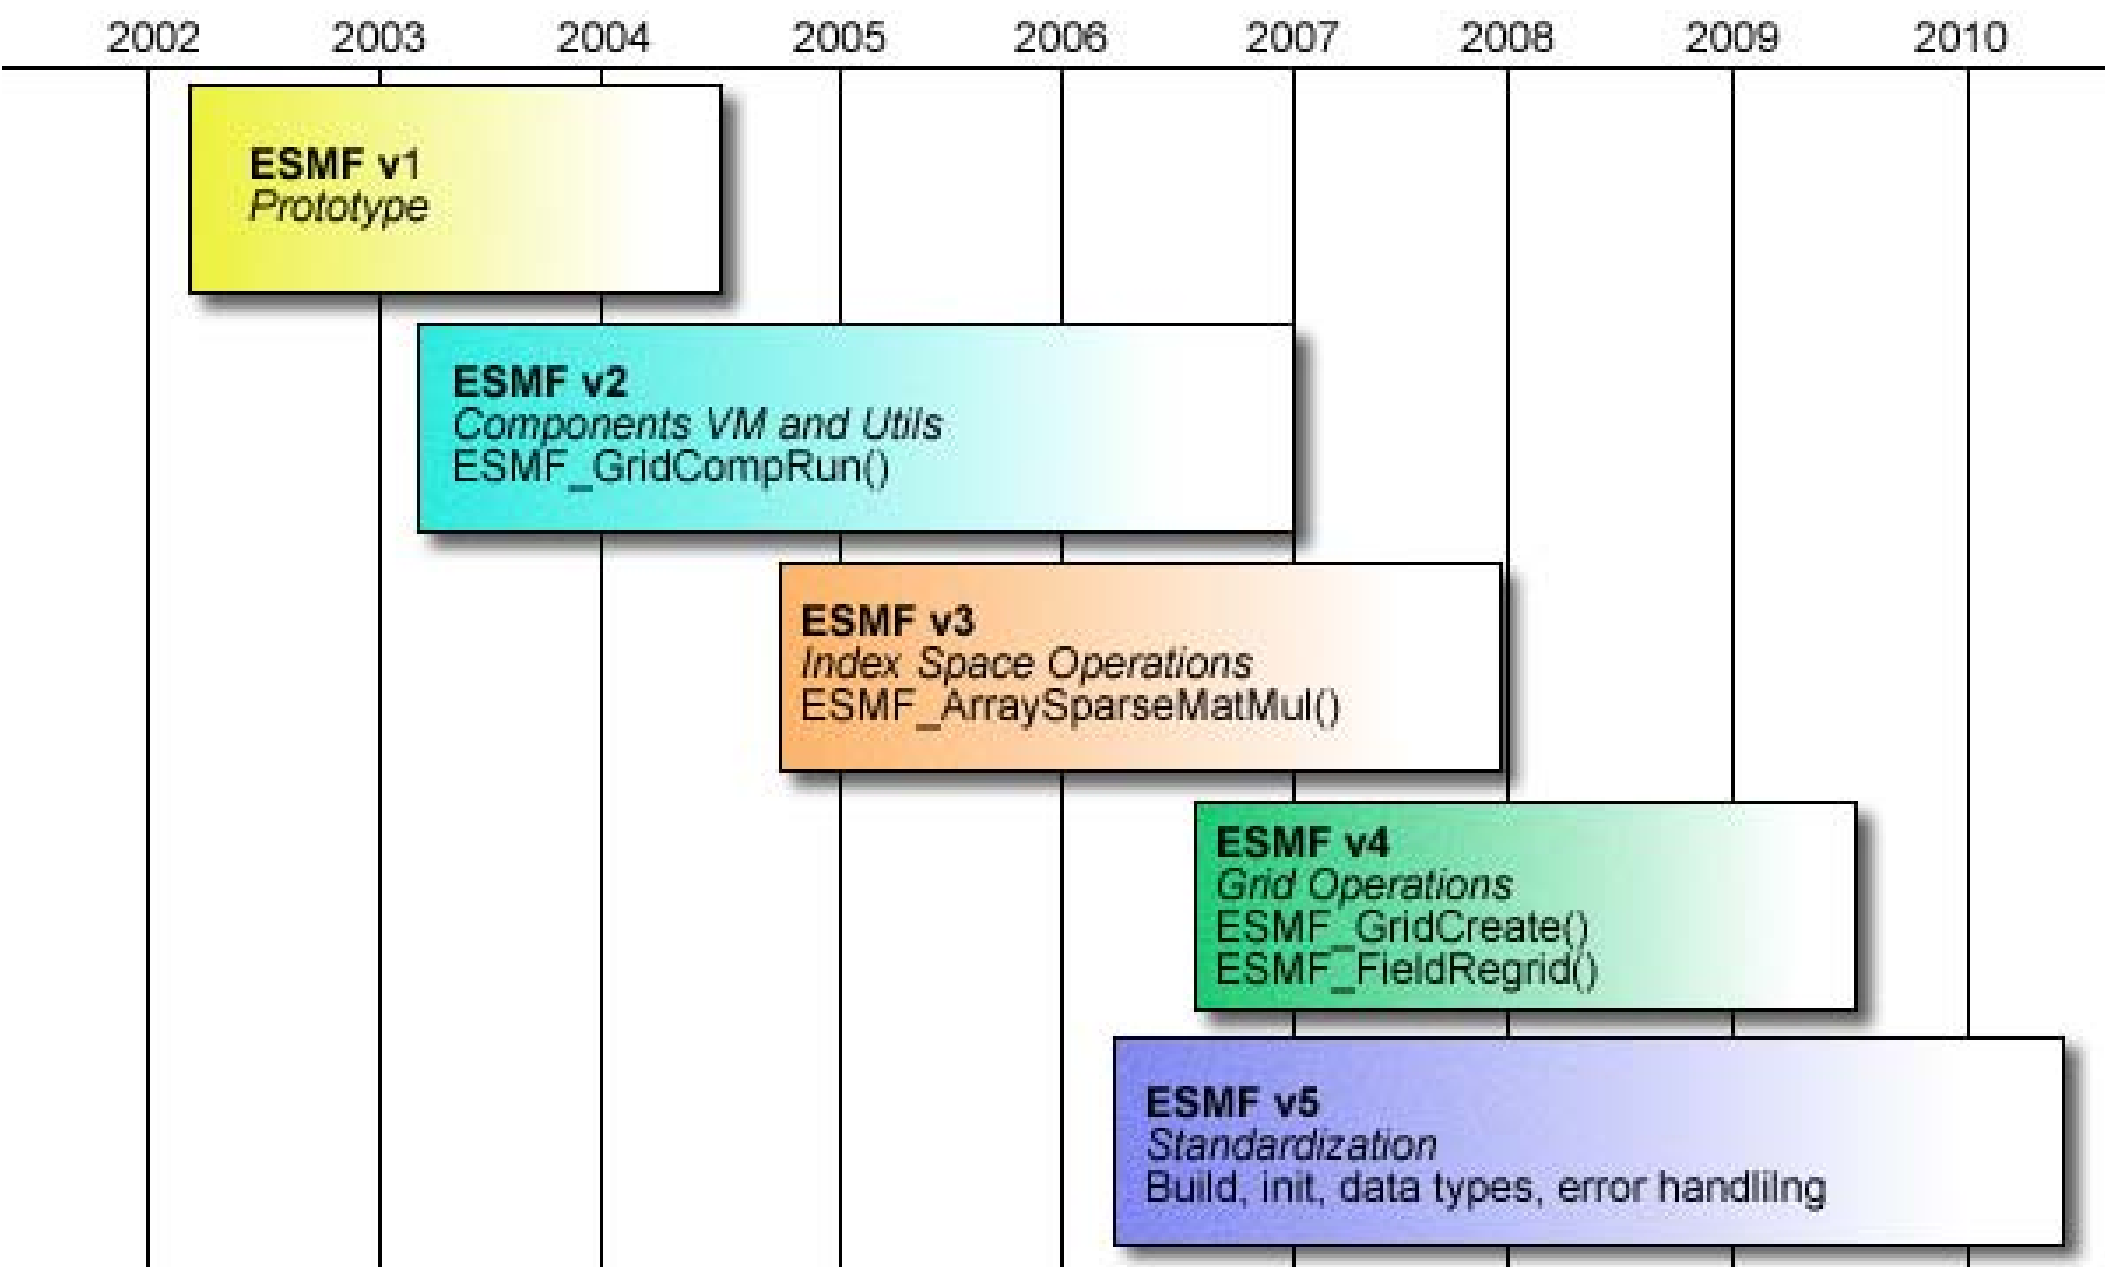 2002 2003 2004 2005 2006 2007 2008 2009 2010
ESMF v1
Prototype
ESMF v2
Components VM and Utils
ESMF_GridCompRun()
ESMF v3
Index Space Operations
ESMF_ArraySparseMatMul()
ESMF v4
Grid Operations
ESMF_GridCreate()
ESMF_FieldRegrid()
ESMF v5
Standardization
Build, init, data types, error handlilng